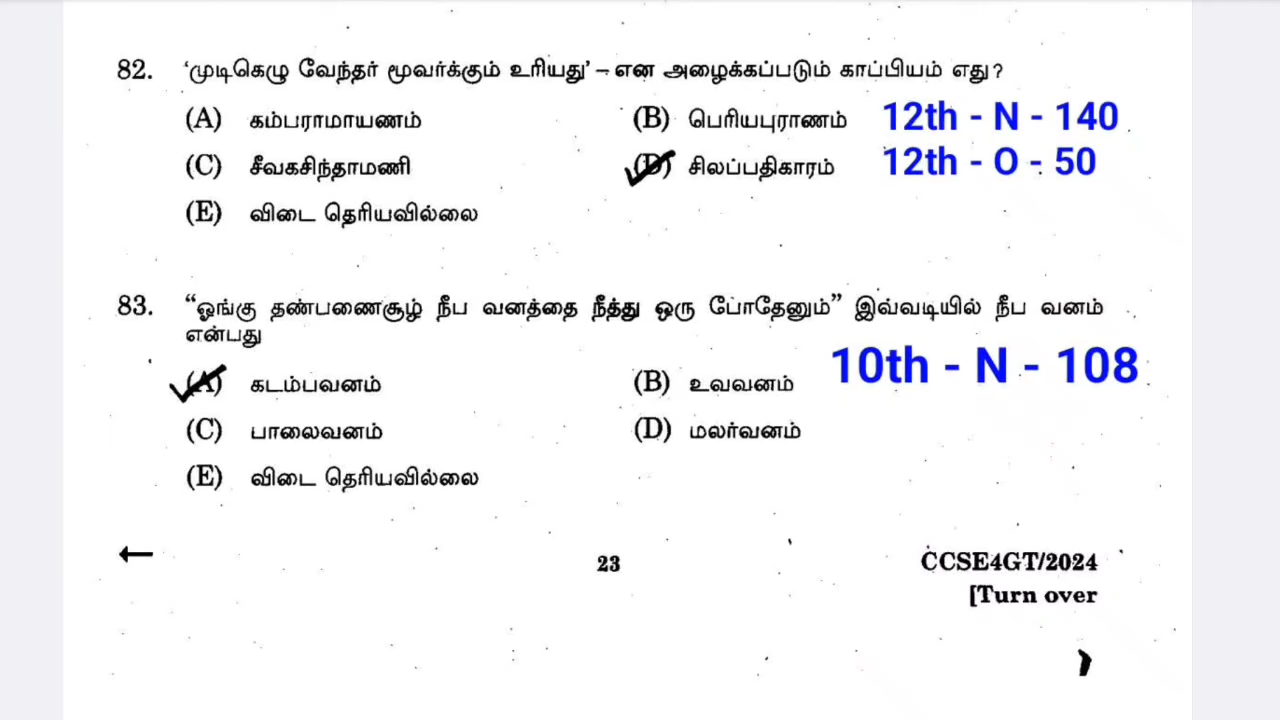 82. ‘முடிகெழு வேந்தர் மூவர்க்கும் உரியது’ – என அழைக்கப்படும் காப்பியம் எது?
(A) கம்பராமாயணம் (B) பெரியபுராணம் 12th - N - 140
(C) சீவகசிந்தாமணி (D) சிலப்பதிகாரம் 12th - O - 50
(E) விடை தெரியவில்லை
83. “ஓங்கு தண்பணைசூழ் நீப வனத்தை நீத்து ஒரு போதேனும்” இவ்வடியில் நீப வனம்
என்பது
10th - N - 108
(A) கடம்பவனம் (B) உவவனம்
(C) பாலைவனம் (D) மலர்வனம்
(E) விடை தெரியவில்லை
23 CCSE4GT/2024
[Turn over